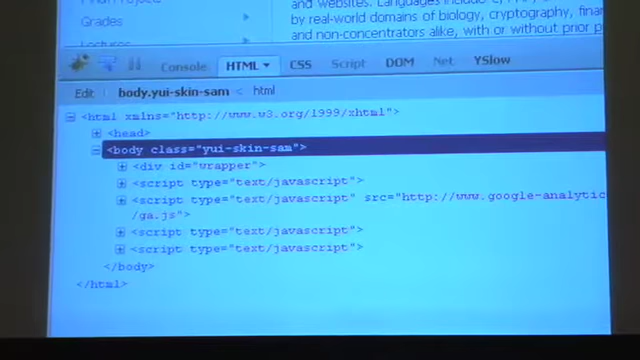 Final Projects
Grades
Lectures
and websites. Languages include C, PHP,
by real-world domains of biology, cryptography, finan
and non-concentrators alike, with or without prior p
Console HTML CSS Script DOM Net YSlow
Edit body.yui-skin-sam < html
<html xmlns="http://www.w3.org/1999/xhtml">
<head>
<body class="yui-skin-sam">
<div id="wrapper">
<script type="text/javascript">
<script type="text/javascript" src="http://www.google-analytic
/ga.js">
<script type="text/javascript">
<script type="text/javascript">
</body>
</html>